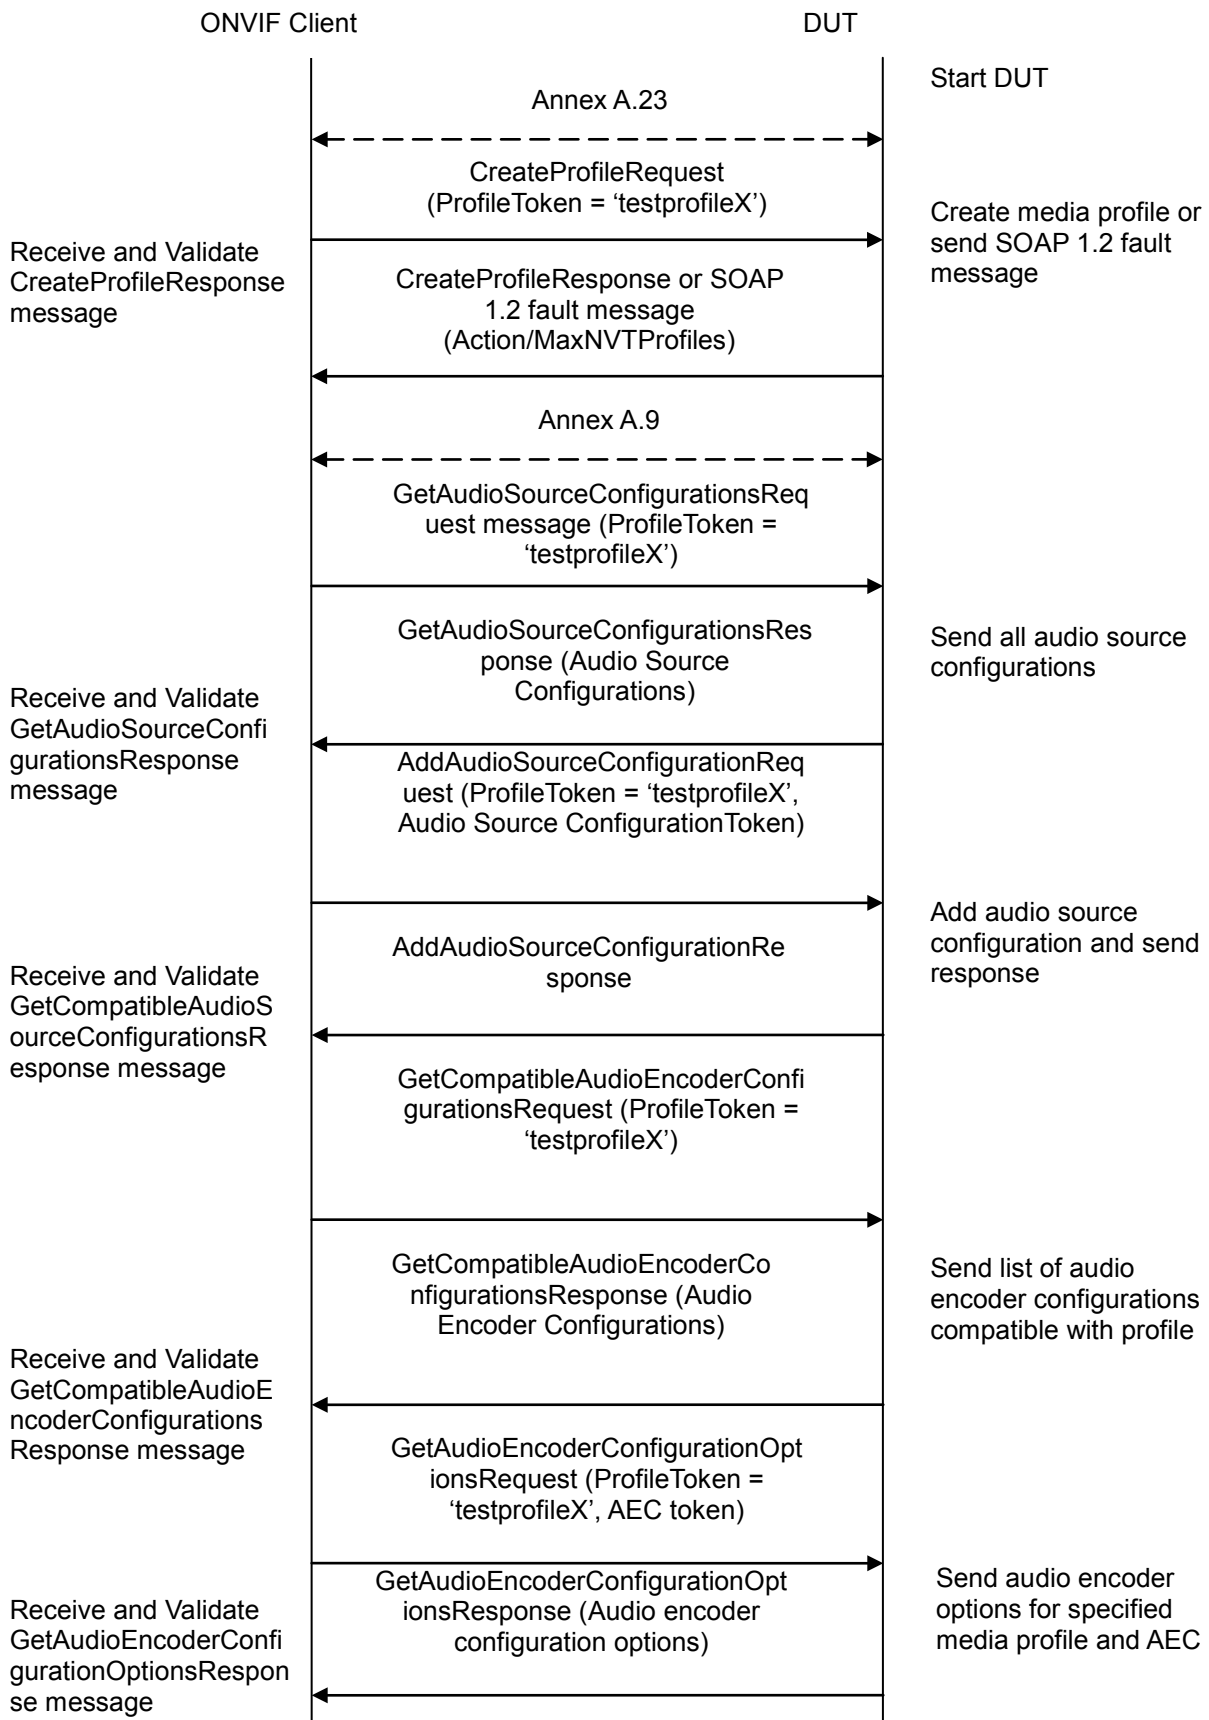 ONVIF Client
DUT
Start DUT
Annex A.23
CreateProfileRequest
(ProfileToken = ‘testprofileX’)
Create media profile or
send SOAP 1.2 fault
message
Receive and Validate
CreateProfileResponse
message
CreateProfileResponse or SOAP
1.2 fault message
(Action/MaxNVTProfiles)
Annex A.9
GetAudioSourceConfigurationsReq
uest message (ProfileToken =
‘testprofileX’)
GetAudioSourceConfigurationsRes
ponse (Audio Source
Configurations)
Send all audio source
configurations
Receive and Validate
GetAudioSourceConfi
gurationsResponse
message
AddAudioSourceConfigurationReq
uest (ProfileToken = ‘testprofileX’,
Audio Source ConfigurationToken)
Add audio source
configuration and send
response
AddAudioSourceConfigurationRe
sponse
Receive and Validate
GetCompatibleAudioS
ourceConfigurationsR
esponse message
GetCompatibleAudioEncoderConfi
gurationsRequest (ProfileToken =
‘testprofileX’)
GetCompatibleAudioEncoderCo
nfigurationsResponse (Audio
Encoder Configurations)
Send list of audio
encoder configurations
compatible with profile
Receive and Validate
GetCompatibleAudioE
ncoderConfigurations
Response message
GetAudioEncoderConfigurationOpt
ionsRequest (ProfileToken =
‘testprofileX’, AEC token)
GetAudioEncoderConfigurationOpt
ionsResponse (Audio encoder
configuration options)
Send audio encoder
options for specified
media profile and AEC
Receive and Validate
GetAudioEncoderConfi
gurationOptionsRespon
se message